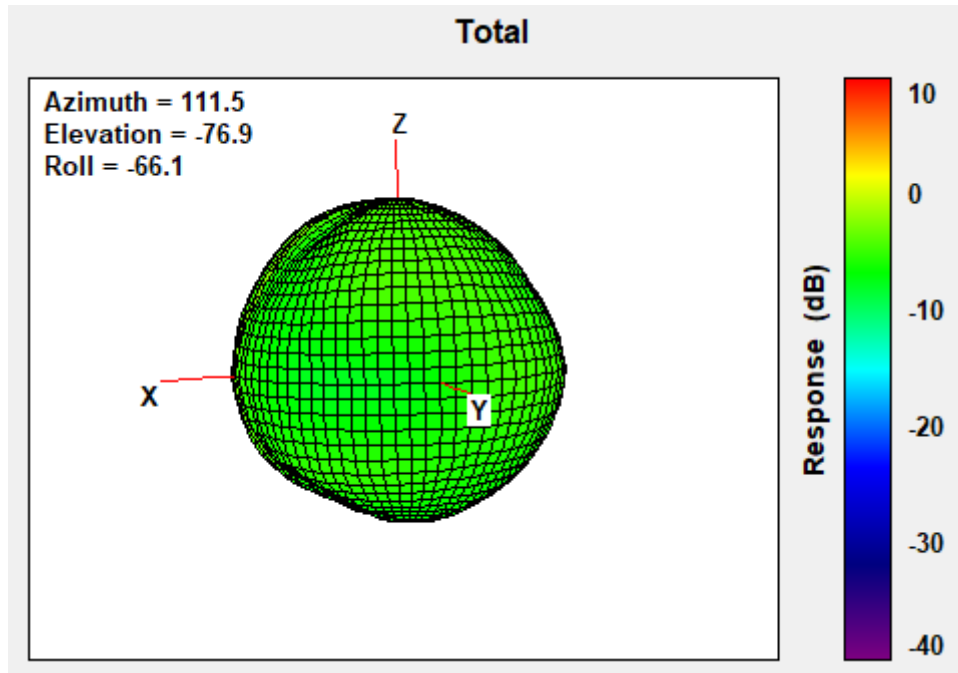 Total
Azimuth = 111.5
Elevation = -76.9
Roll = -66.1
Z
X
Y
10
0
-10
-20
-30
-40
Response (dB)